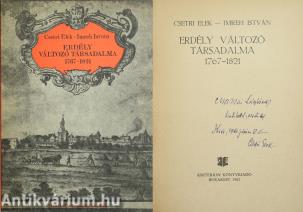 Csetri Elek - Imreh István
ERDÉLY
VÁLTOZÓ TÁRSADALMA
1767-1821
CSETRI ELEK — IMREH ISTVÁN
ERDÉLY VÁLTOZÓ
TÁRSADALMA
1767-1821
KRITERION KÖNYVKIADÓ
BUKAREST 1980
Antikvárium.hu